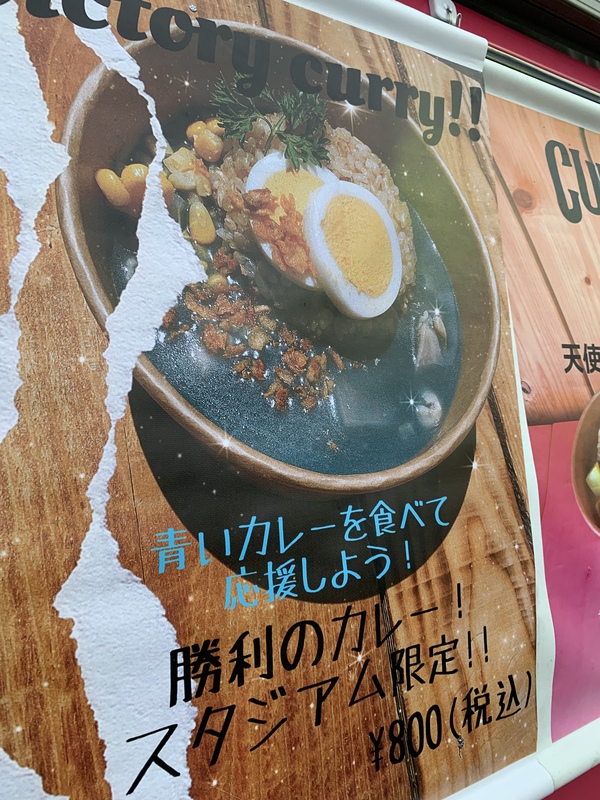 victory curry!!
青いカレーを食べて
応援しよう!
勝利のカレー!
スタジアム限定!!
¥800(税込)
cu
天使